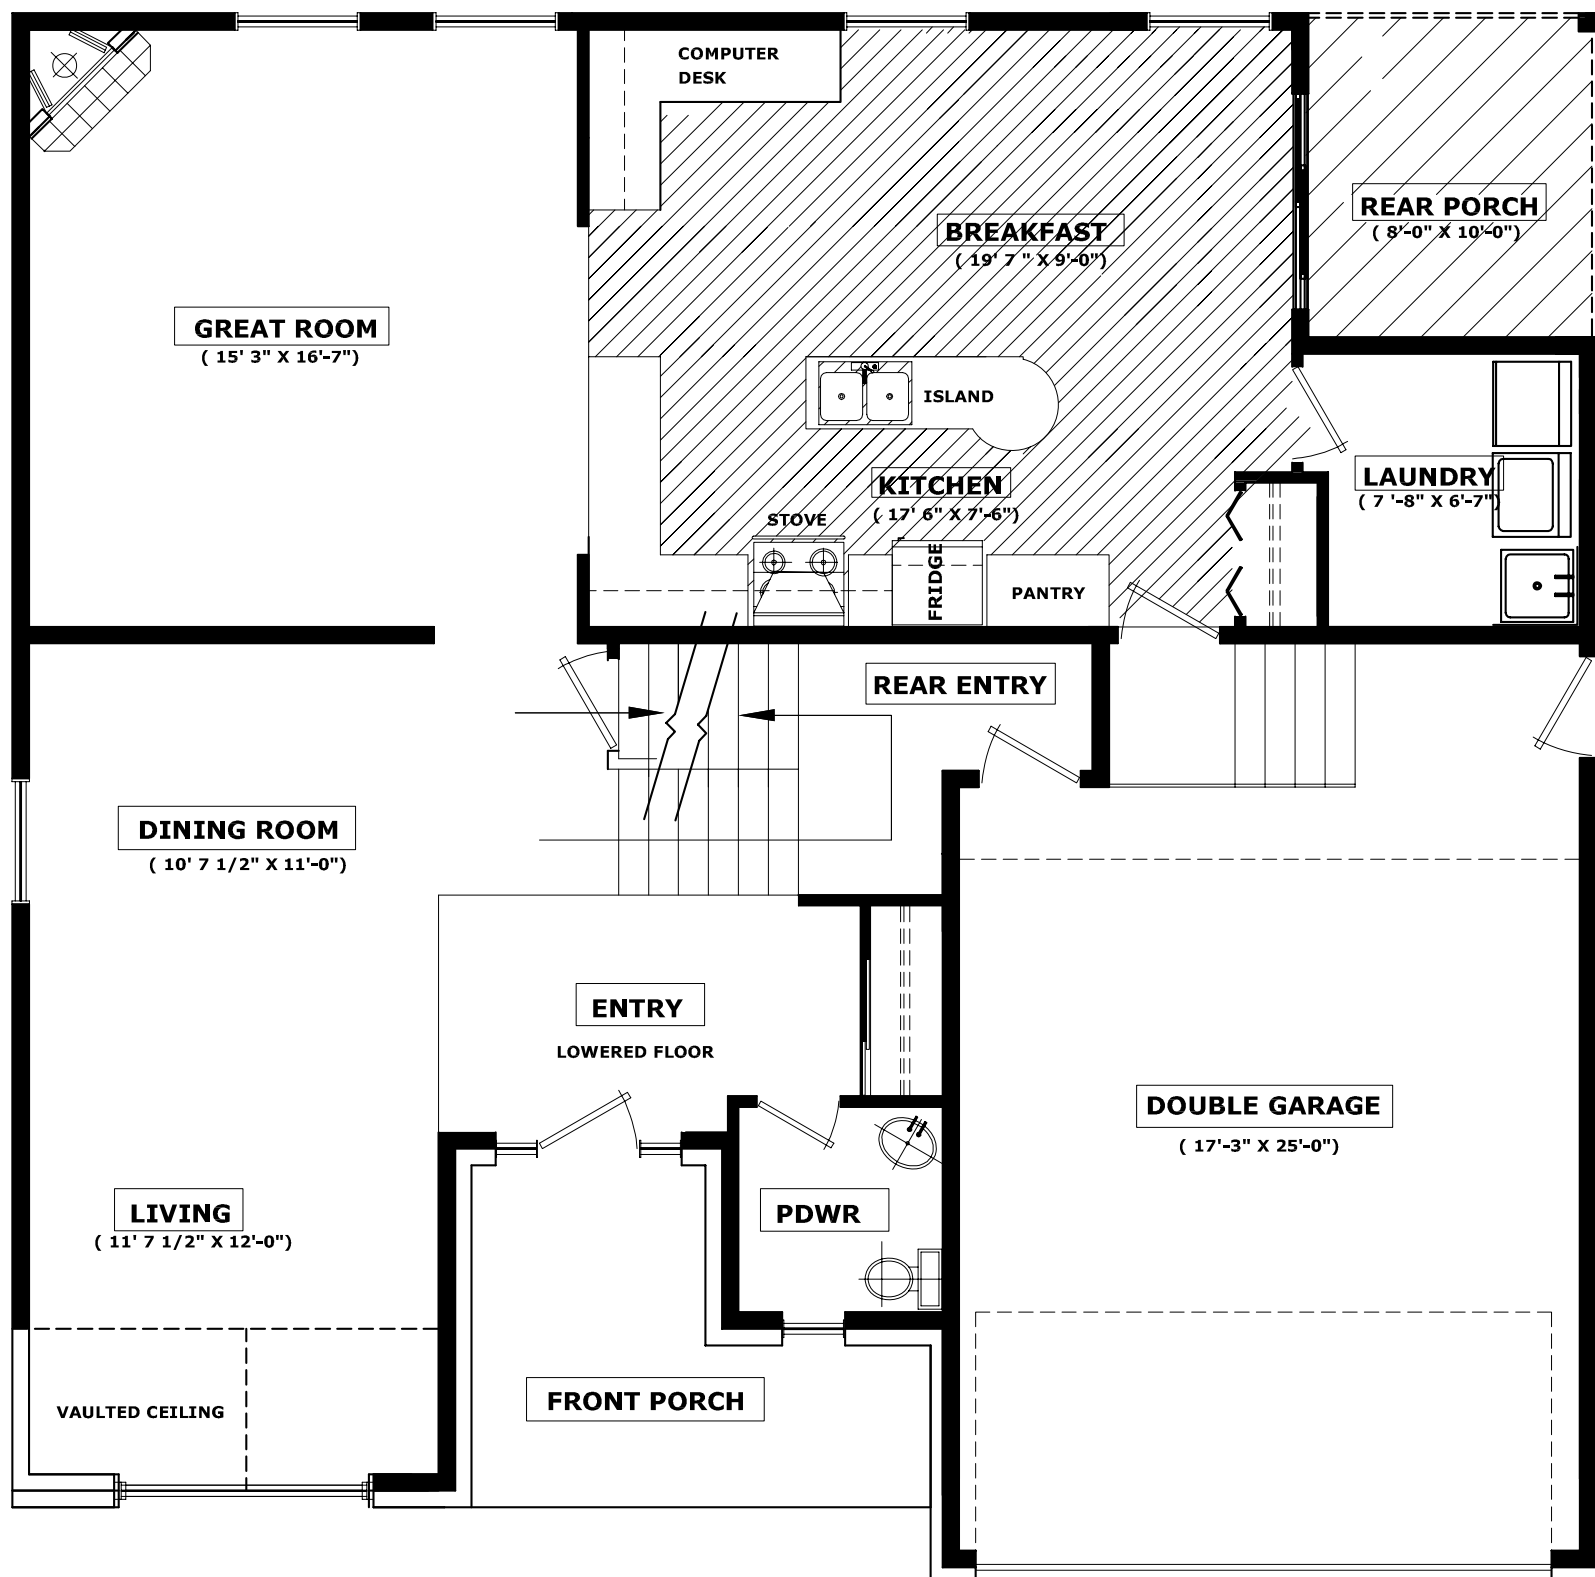 COMPUTER
DESK
REAR PORCH
( 8'-0" X 10'-0")
BREAKFAST
( 19' 7 " X 9'-0")
GREAT ROOM
( 15' 3" X 16'-7")
ISLAND
KITCHEN
( 17' 6" X 7'-6")
LAUNDRY
( 7 '-8" X 6'-7")
STOVE
FRIDGE
PANTRY
REAR ENTRY
DINING ROOM
( 10' 7 1/2" X 11'-0")
ENTRY
LOWERED FLOOR
DOUBLE GARAGE
( 17'-3" X 25'-0")
LIVING
( 11' 7 1/2" X 12'-0")
PDWR
FRONT PORCH
VAULTED CEILING